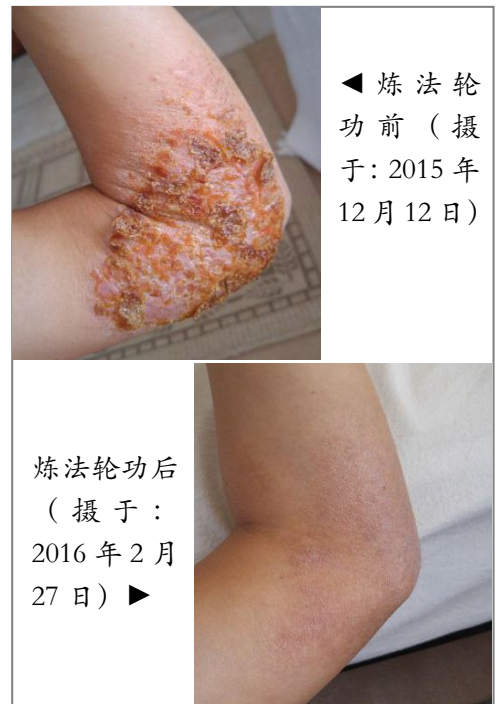 ◀ 炼法轮
功前（摄
于: 2015 年
12 月 12 日）
炼法轮功后
（摄于：
2016 年 2 月
27 日）▶